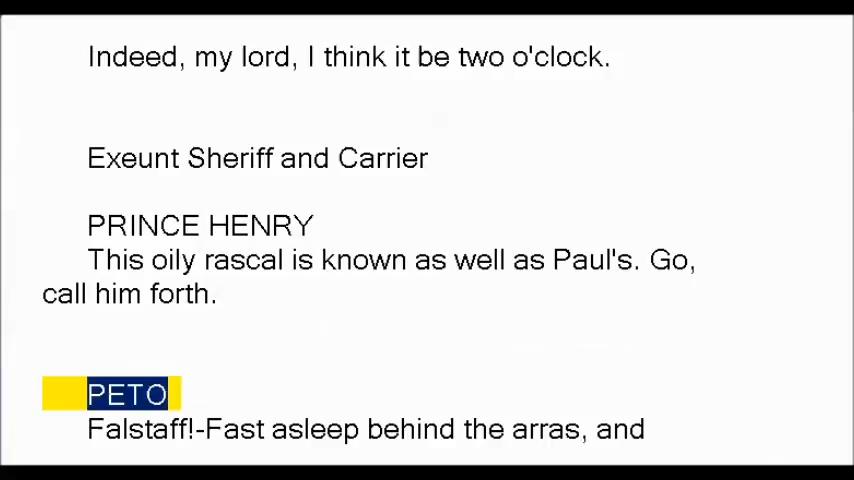 Indeed, my lord, I think it be two o'clock.
Exeunt Sheriff and Carrier
PRINCE HENRY
This oily rascal is known as well as Paul's. Go,
call him forth.
PETO
Falstaff!-Fast asleep behind the arras, and